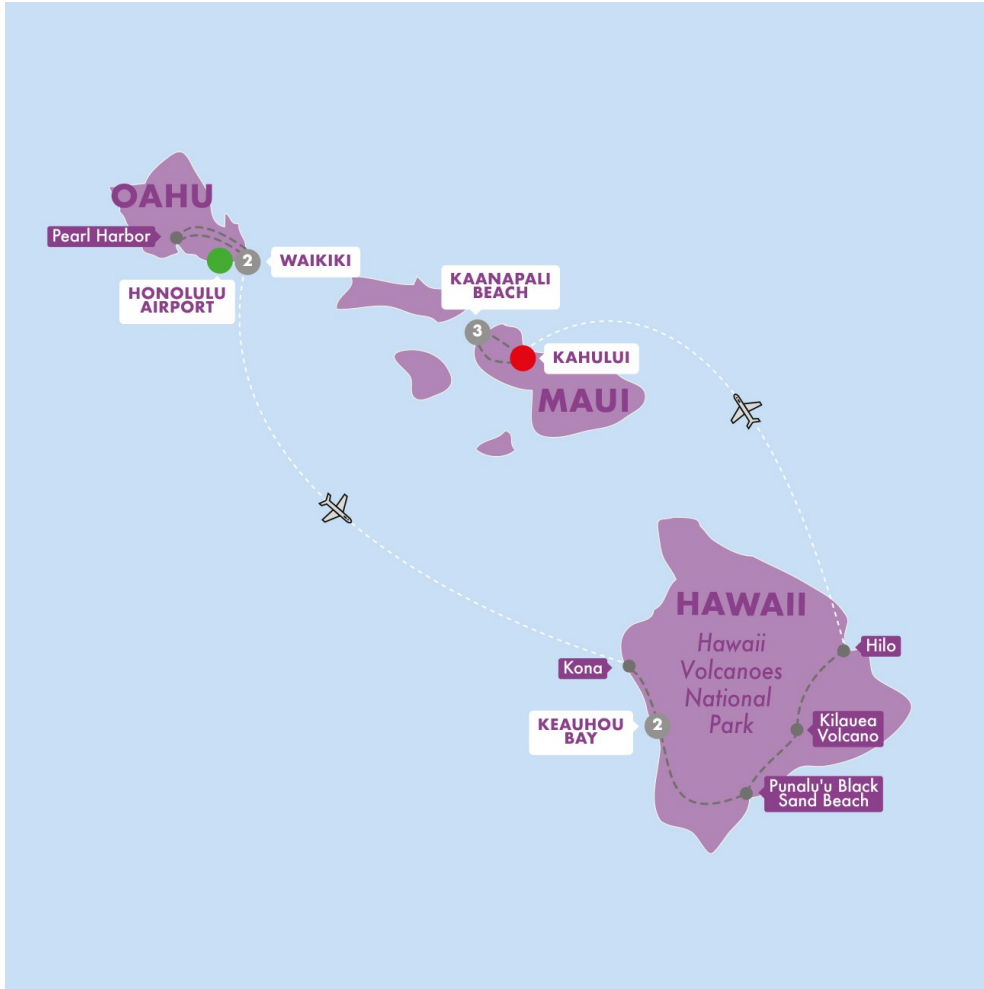 OAHU
Pearl Harbor
2
WAIKIKI
HONOLULU
AIRPORT
KAANAPALI
BEACH
3
KAHULUI
MAUI
HAWAII
Hawaii
Volcanoes
National
Park
Kona
Hilo
KEAUHOU
BAY
2
Kilauea
Volcano
Punalu'u Black
Sand Beach